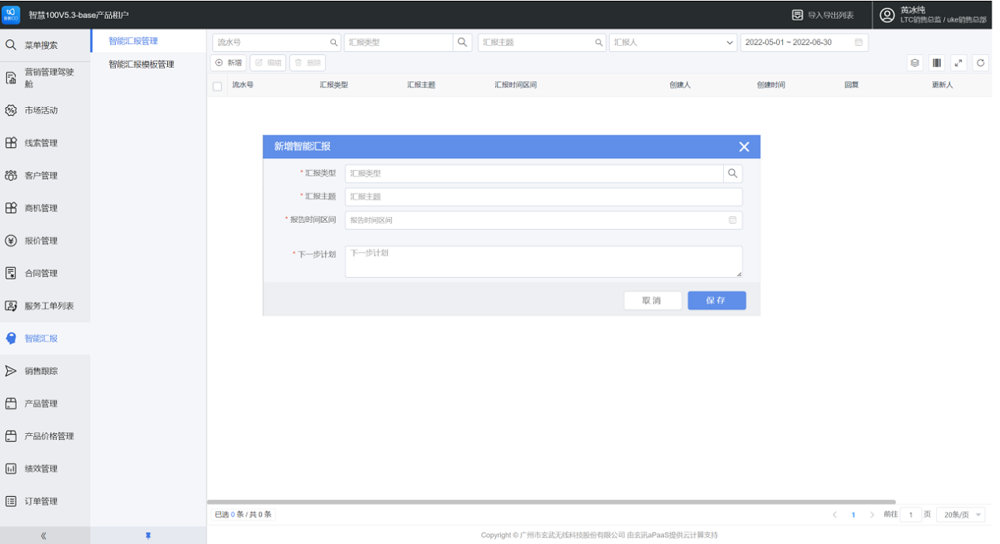 智慧100V5.3-base产品租户
导入导出列表
黄冰纯
LTC销售总监 / uke销售总部
菜单搜索
营销管理驾驶
舱
市场活动
线索管理
客户管理
商机管理
报价管理
合同管理
服务工单列表
智能汇报
销售跟踪
产品管理
产品价格管理
绩效管理
订单管理
智能汇报管理
智能汇报模板管理
流水号 汇报类型 汇报主题 汇报人 2022-05-01 ~ 2022-06-30
新增 编辑 删除
流水号 汇报类型 汇报主题 汇报时间区间 创建人 创建时间 回复 更新人
新增智能汇报
* 汇报类型 汇报类型
* 汇报主题 汇报主题
* 报告时间区间 报告时间区间
* 下一步计划 下一步计划
取消 保存
已选 0 条 / 共 0 条
1 前往 1 页 20条/页
Copyright © 广州市玄武无线科技股份有限公司 由玄讯aPaaS提供云计算支持